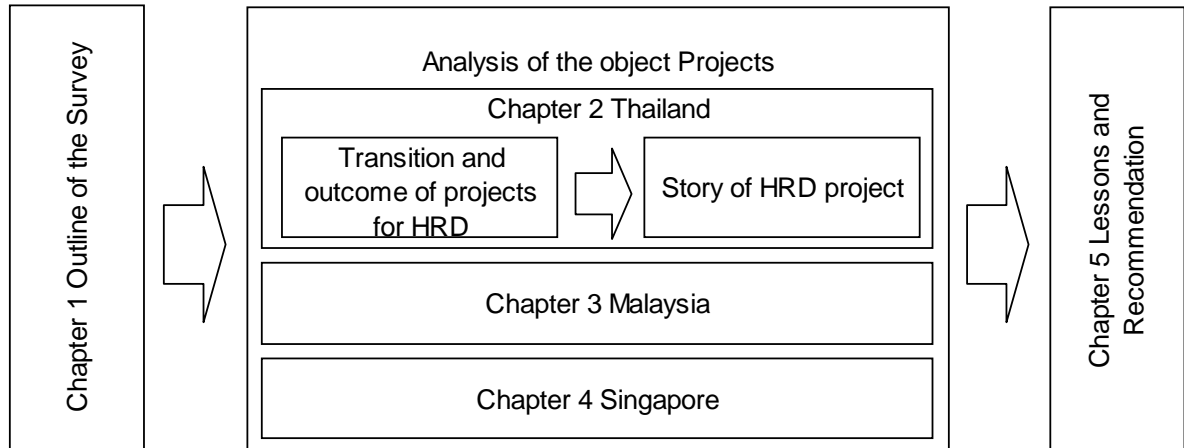 Chapter 1 Outline of the Survey
Analysis of the object Projects
Chapter 2 Thailand
Transition and
outcome of projects
for HRD
Story of HRD project
Chapter 3 Malaysia
Chapter 4 Singapore
Chapter 5 Lessons and
Recommendation